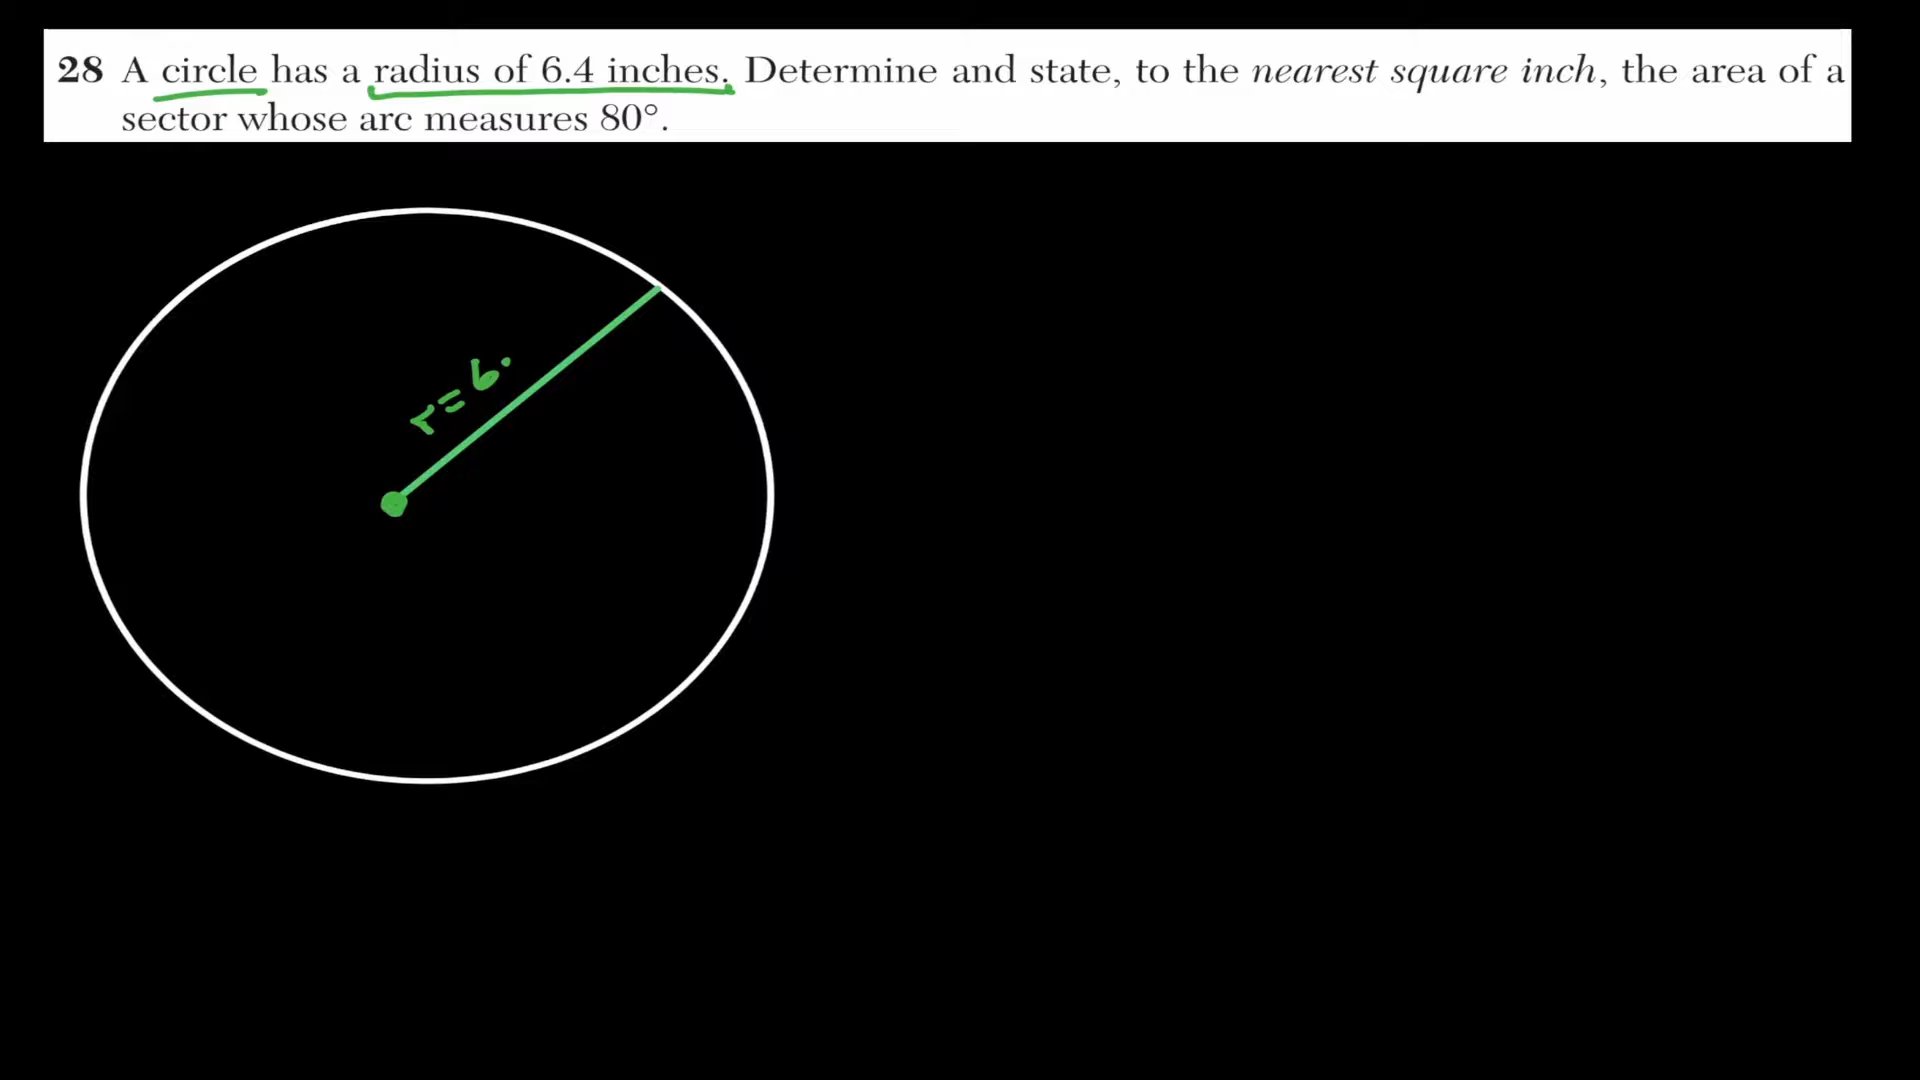 28 A circle has a radius of 6.4 inches. Determine and state, to the nearest square inch, the area of a
sector whose arc measures 80°.
r=6.